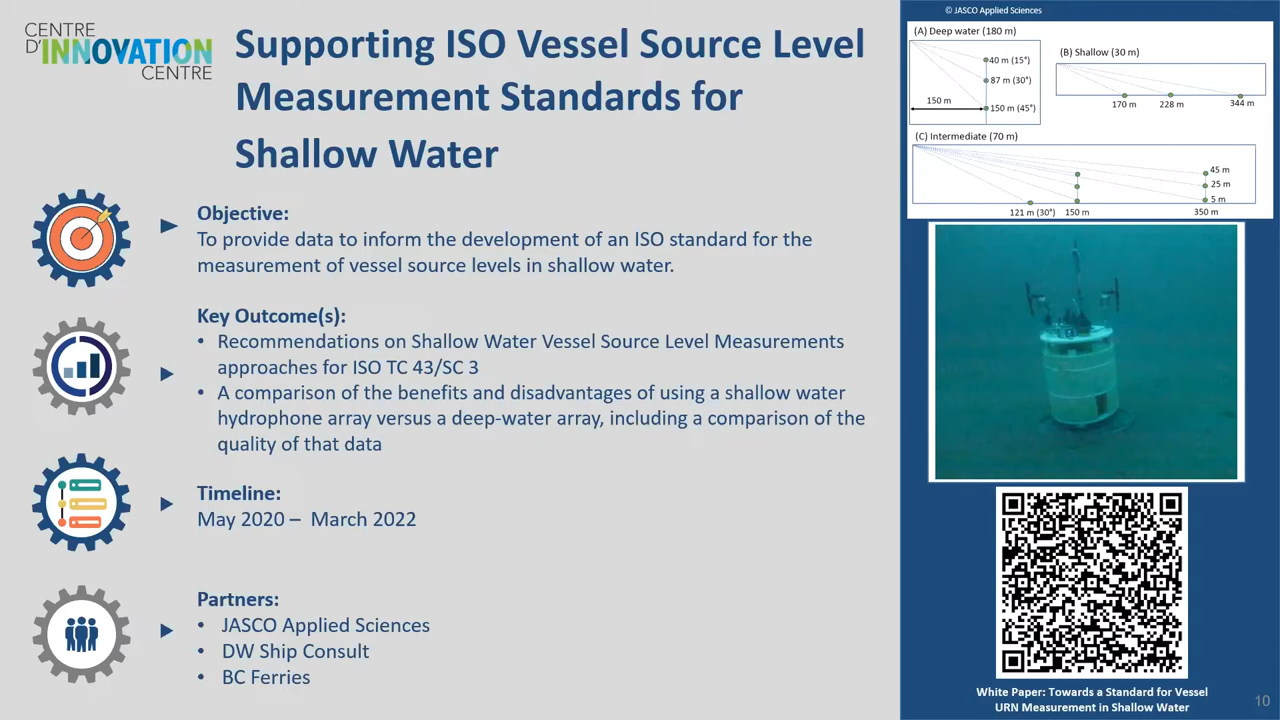 CENTRE
D'INNOVATION
CENTRE
Supporting ISO Vessel Source Level
Measurement Standards for
Shallow Water
Objective:
To provide data to inform the development of an ISO standard for the
measurement of vessel source levels in shallow water.
Key Outcome(s):
• Recommendations on Shallow Water Vessel Source Level Measurements
approaches for ISO TC 43/SC 3
• A comparison of the benefits and disadvantages of using a shallow water
hydrophone array versus a deep-water array, including a comparison of the
quality of that data
Timeline:
May 2020 – March 2022
Partners:
• JASCO Applied Sciences
• DW Ship Consult
• BC Ferries
© JASCO Applied Sciences
(A) Deep water (180 m)
40 m (15°)
87 m (30°)
150 m
150 m (45°)
(B) Shallow (30 m)
170 m 228 m 344 m
(C) Intermediate (70 m)
45 m
25 m
5 m
121 m (30°) 150 m 350 m
White Paper: Towards a Standard for Vessel
URN Measurement in Shallow Water
10